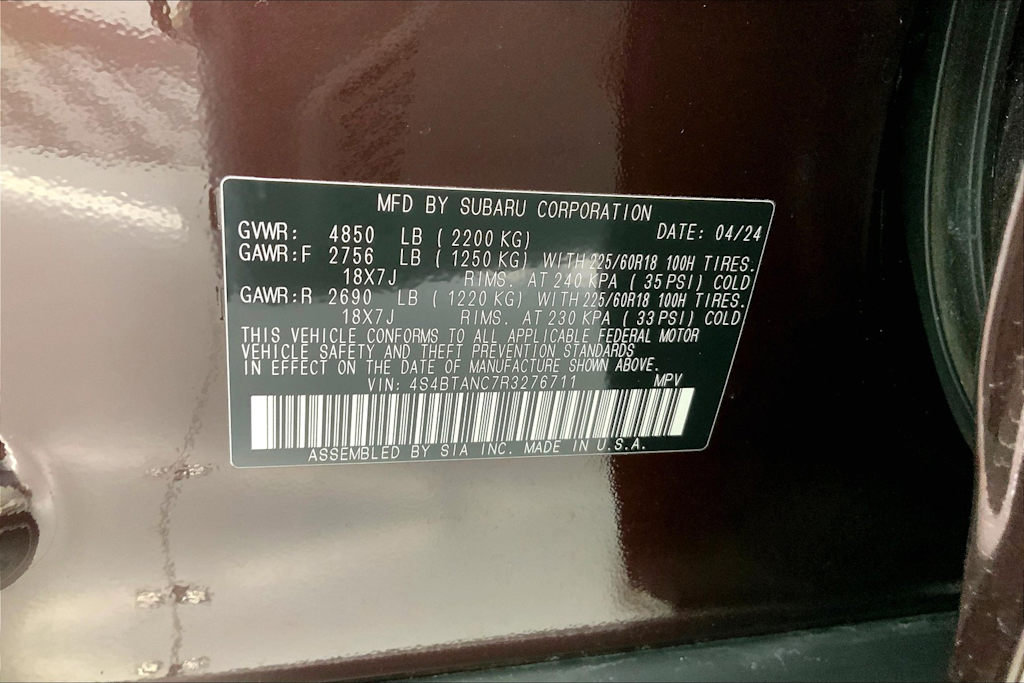 MFD BY SUBARU CORPORATION
GVWR: 4850 LB ( 2200 KG) DATE: 04/24
GAWR:F 2756 LB ( 1250 KG) WITH 225/60R18 100H TIRES.
18X7J RIMS. AT 240 KPA ( 35 PSI) COLD
GAWR:R 2690 LB ( 1220 KG) WITH 225/60R18 100H TIRES.
18X7J RIMS. AT 230 KPA ( 33 PSI) COLD
THIS VEHICLE CONFORMS TO ALL APPLICABLE FEDERAL MOTOR
VEHICLE SAFETY AND THEFT PREVENTION STANDARDS
IN EFFECT ON THE DATE OF MANUFACTURE SHOWN ABOVE.
VIN: 4S4BTANC7R3276711 MPV
ASSEMBLED BY SIA INC. MADE IN U.S.A.